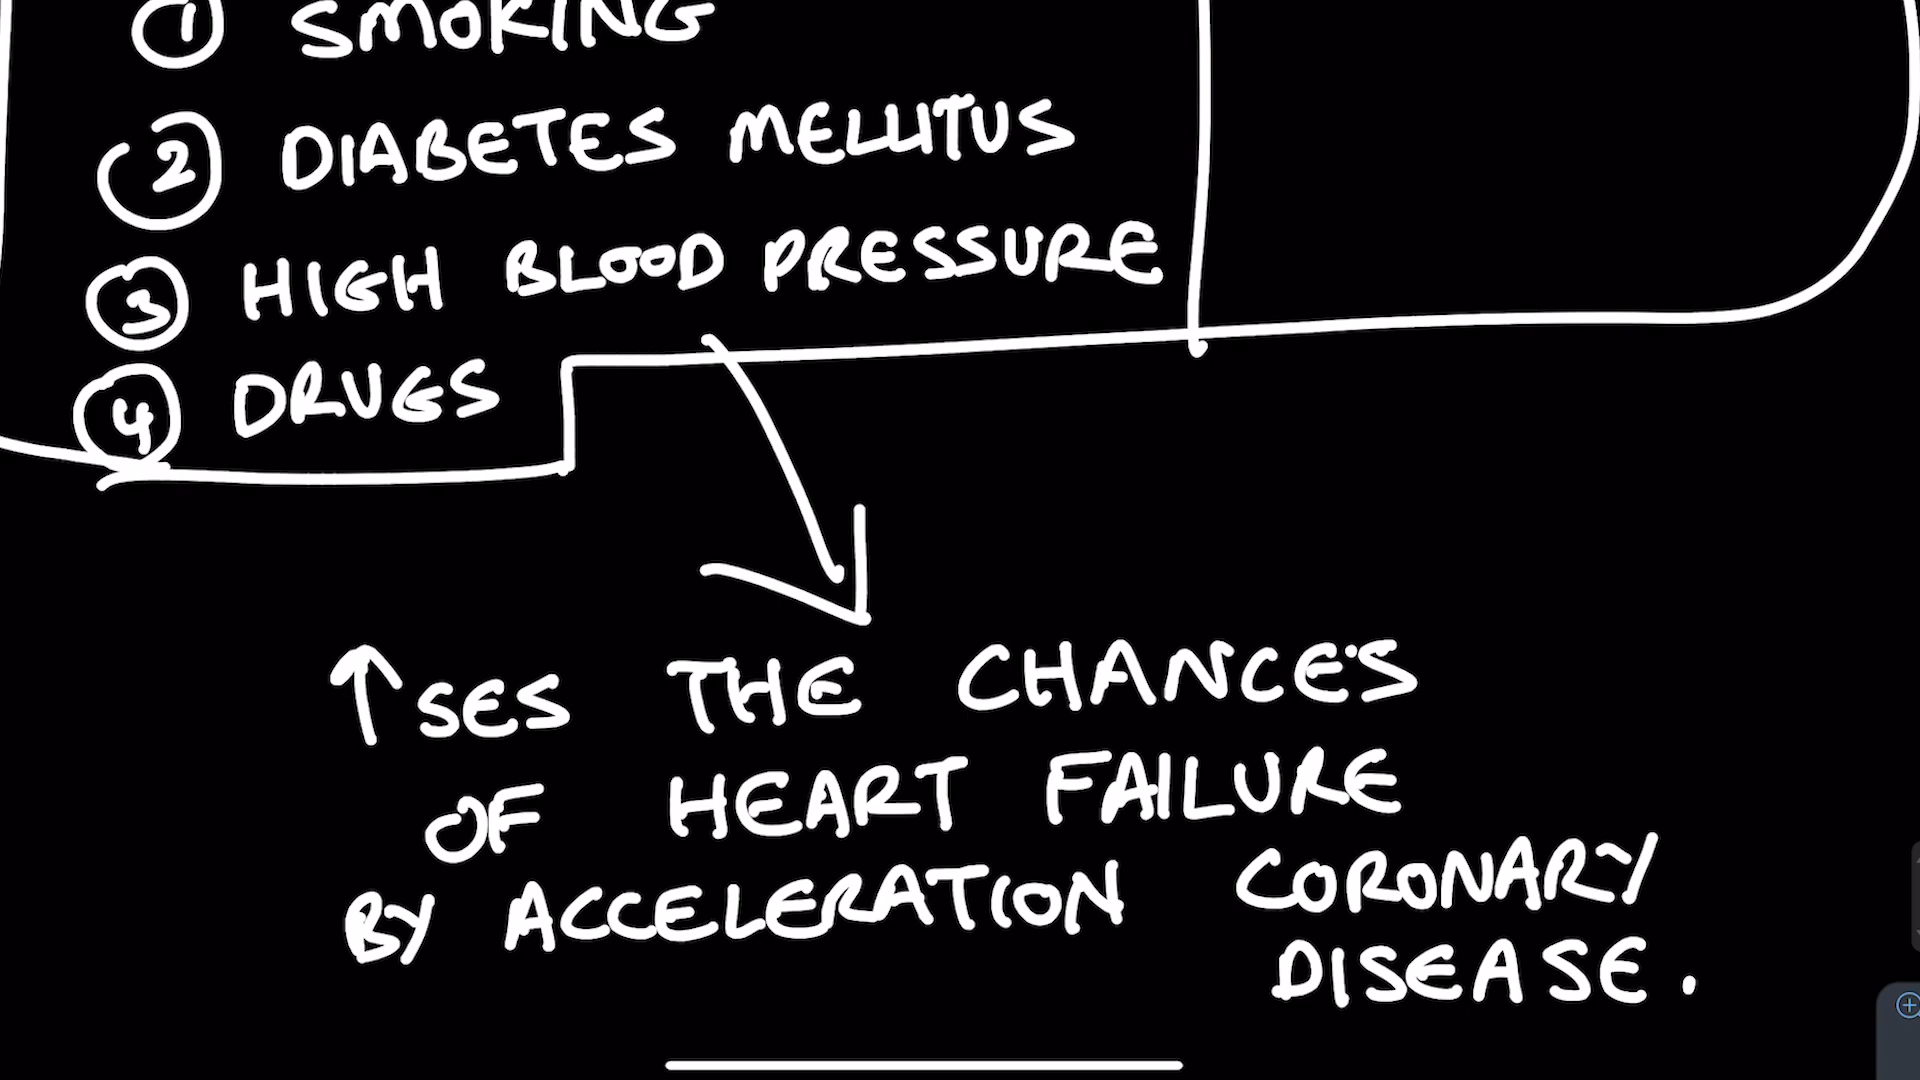 1 SMOKING
2 DIABETES MELLITUS
3 HIGH BLOOD PRESSURE
4 DRUGS
↑SES THE CHANCES
OF HEART FAILURE
BY ACCELERATION CORONARY
DISEASE.